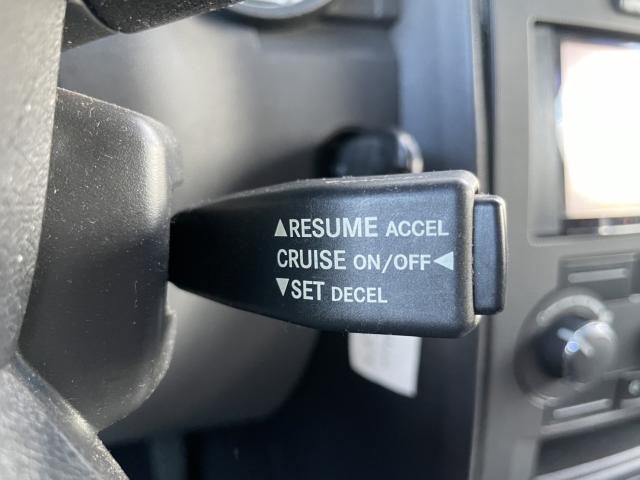 ▲RESUME ACCEL
CRUISE ON/OFF◄
▼SET DECEL